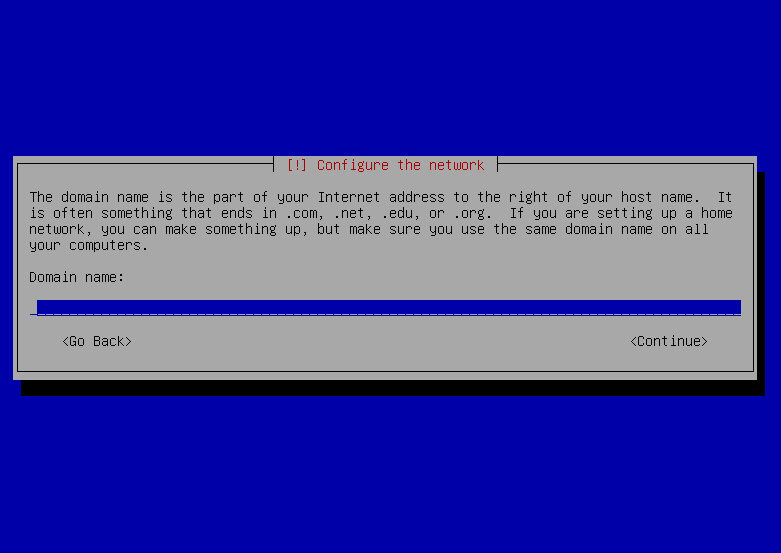 [!] Configure the network
The domain name is the part of your Internet address to the right of your host name.  It
is often something that ends in .com, .net, .edu, or .org.  If you are setting up a home
network, you can make something up, but make sure you use the same domain name on all
your computers.
Domain name:
<Go Back> <Continue>